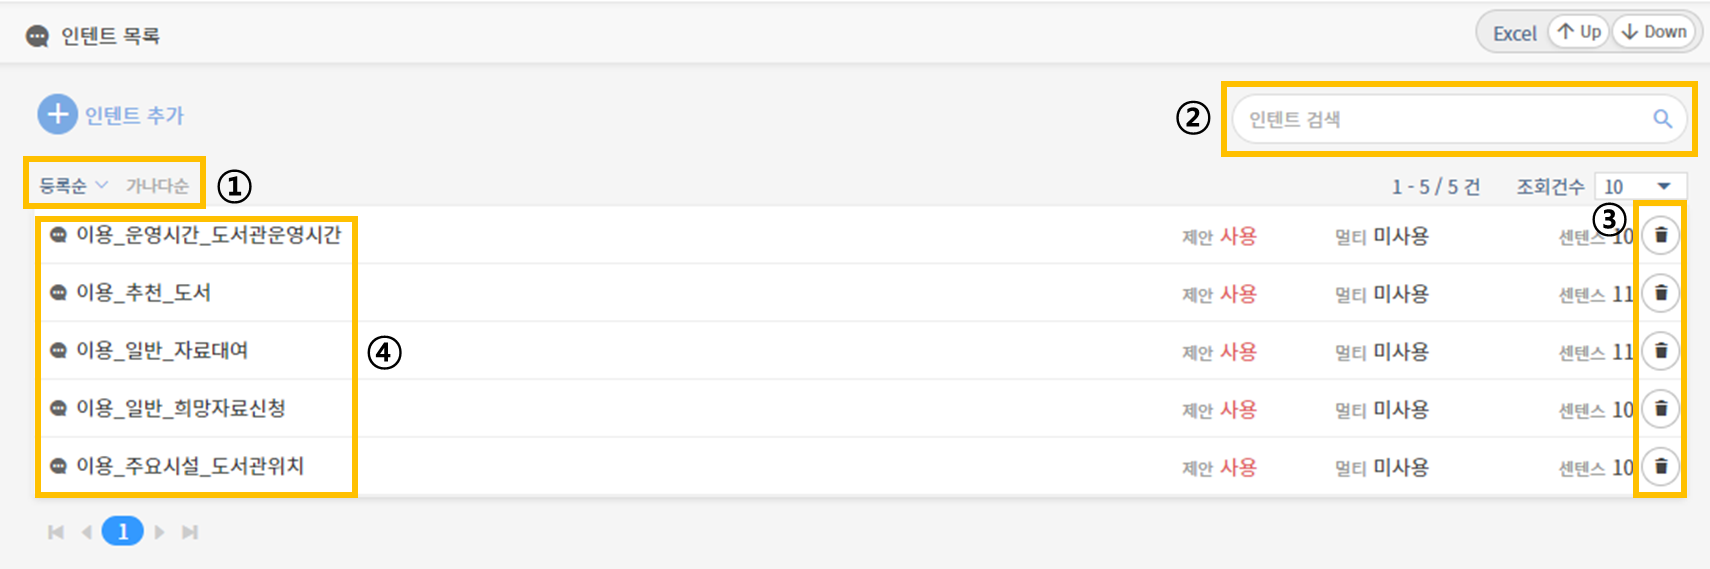 인텐트 목록
Excel Up Down
인텐트 추가
② 인텐트 검색
등록순 가나다순 ①
1 - 5 / 5 건 조회건수 10
③
이용_운영시간_도서관운영시간 제안 사용 멀티 미사용 센텐스 10
이용_추천_도서 제안 사용 멀티 미사용 센텐스 11
이용_일반_자료대여 제안 사용 멀티 미사용 센텐스 11
④
이용_일반_희망자료신청 제안 사용 멀티 미사용 센텐스 10
이용_주요시설_도서관위치 제안 사용 멀티 미사용 센텐스 10
1